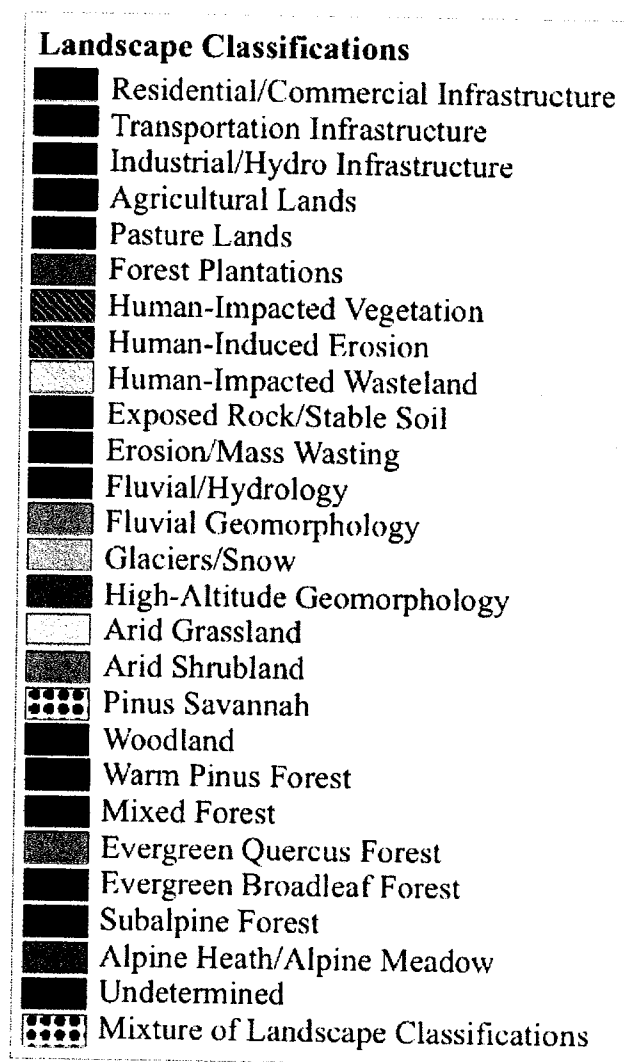 Landscape Classifications
Residential/Commercial Infrastructure
Transportation Infrastructure
Industrial/Hydro Infrastructure
Agricultural Lands
Pasture Lands
Forest Plantations
Human-Impacted Vegetation
Human-Induced Erosion
Human-Impacted Wasteland
Exposed Rock/Stable Soil
Erosion/Mass Wasting
Fluvial/Hydrology
Fluvial Geomorphology
Glaciers/Snow
High-Altitude Geomorphology
Arid Grassland
Arid Shrubland
Pinus Savannah
Woodland
Warm Pinus Forest
Mixed Forest
Evergreen Quercus Forest
Evergreen Broadleaf Forest
Subalpine Forest
Alpine Heath/Alpine Meadow
Undetermined
Mixture of Landscape Classifications